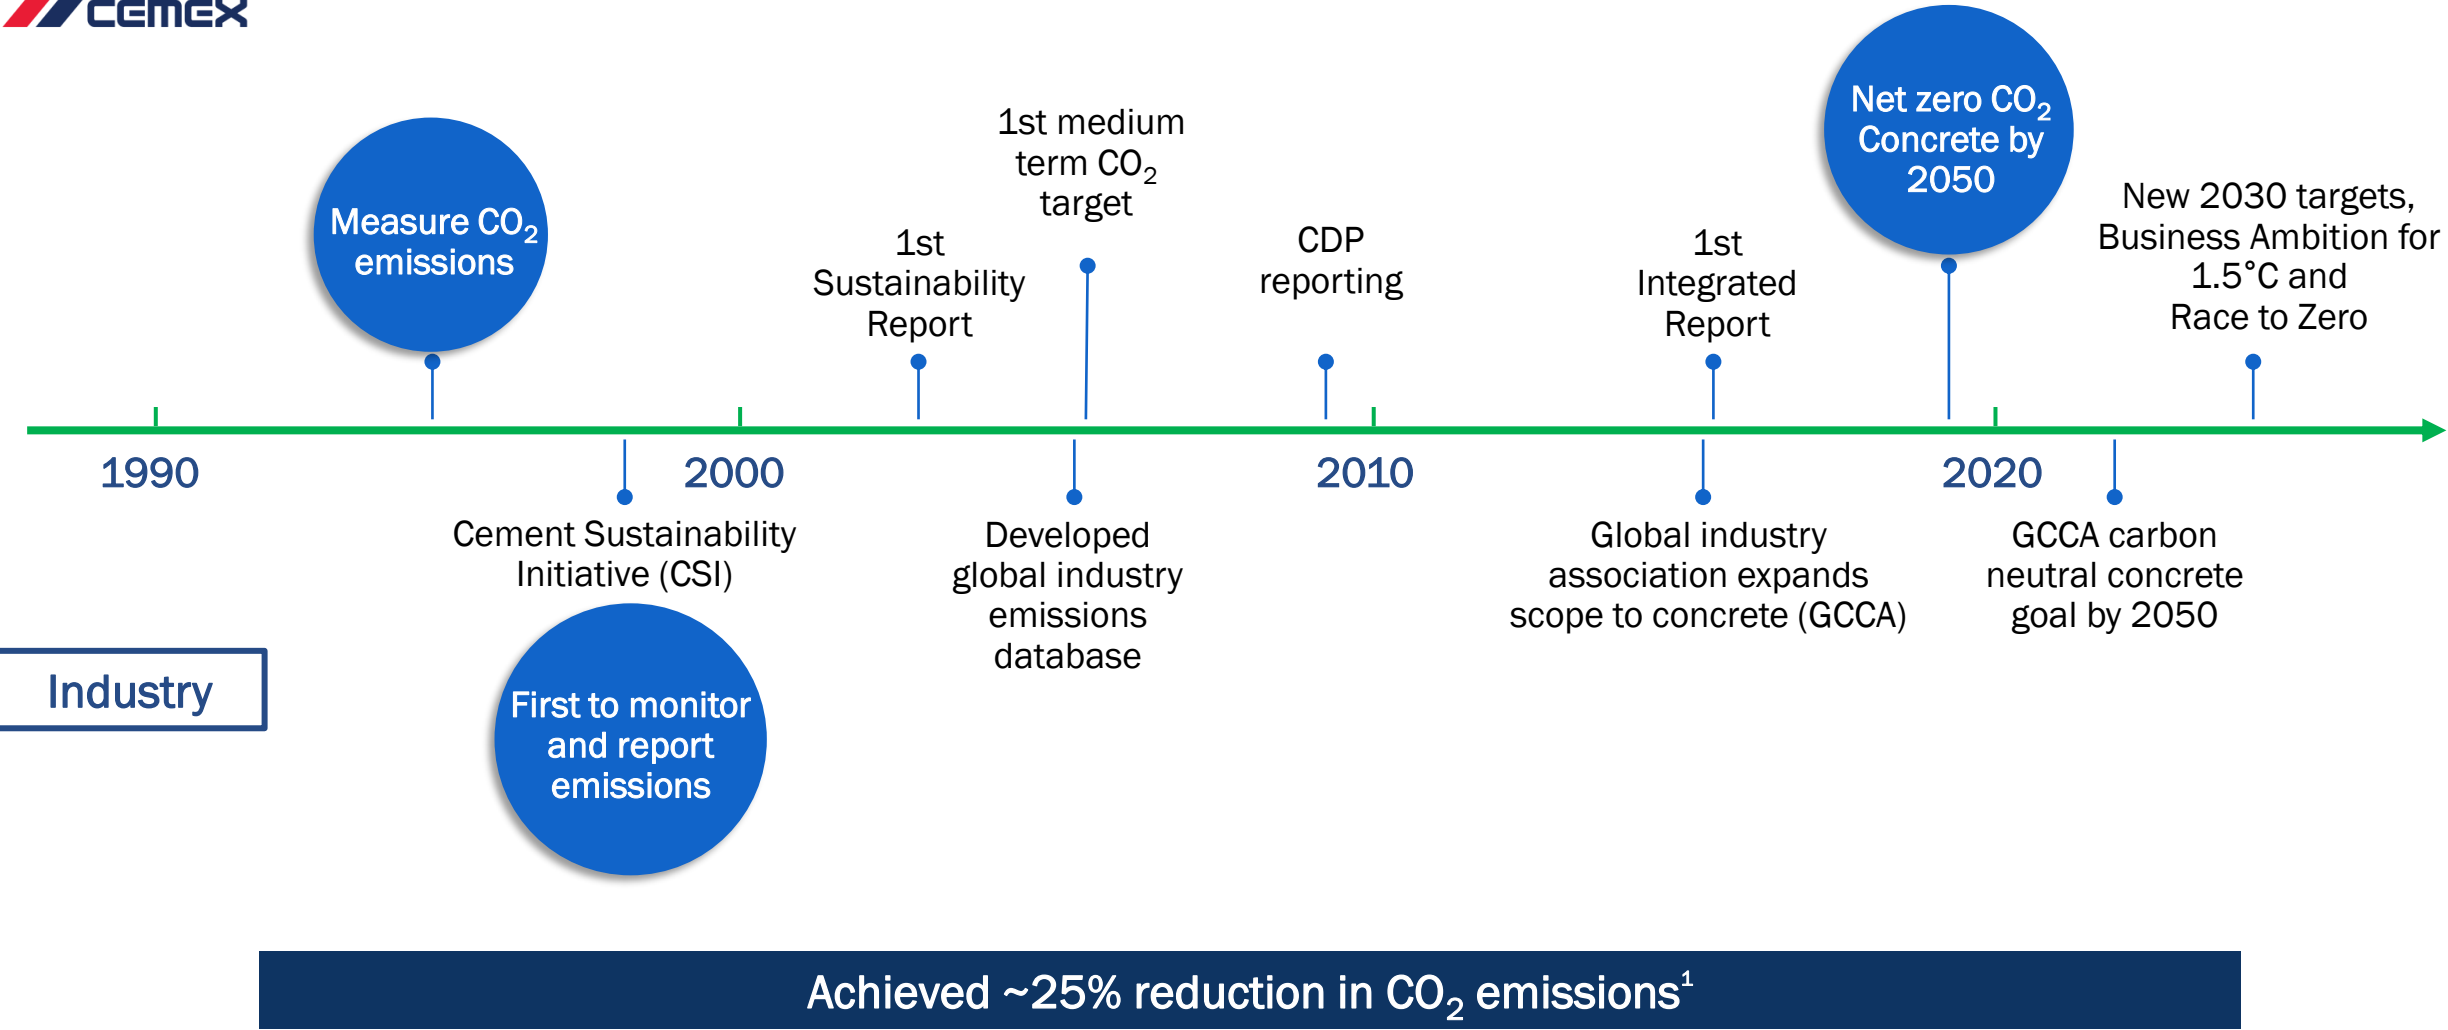 CEMEX
Measure CO2
emissions
1st
Sustainability
Report
1st medium
term CO2
target
CDP
reporting
1st
Integrated
Report
Net zero CO2
Concrete by
2050
New 2030 targets,
Business Ambition for
1.5°C and
Race to Zero
1990
2000
2010
2020
Cement Sustainability
Initiative (CSI)
First to monitor
and report
emissions
Developed
global industry
emissions
database
Global industry
association expands
scope to concrete (GCCA)
GCCA carbon
neutral concrete
goal by 2050
Industry
Achieved ~25% reduction in CO2 emissions1